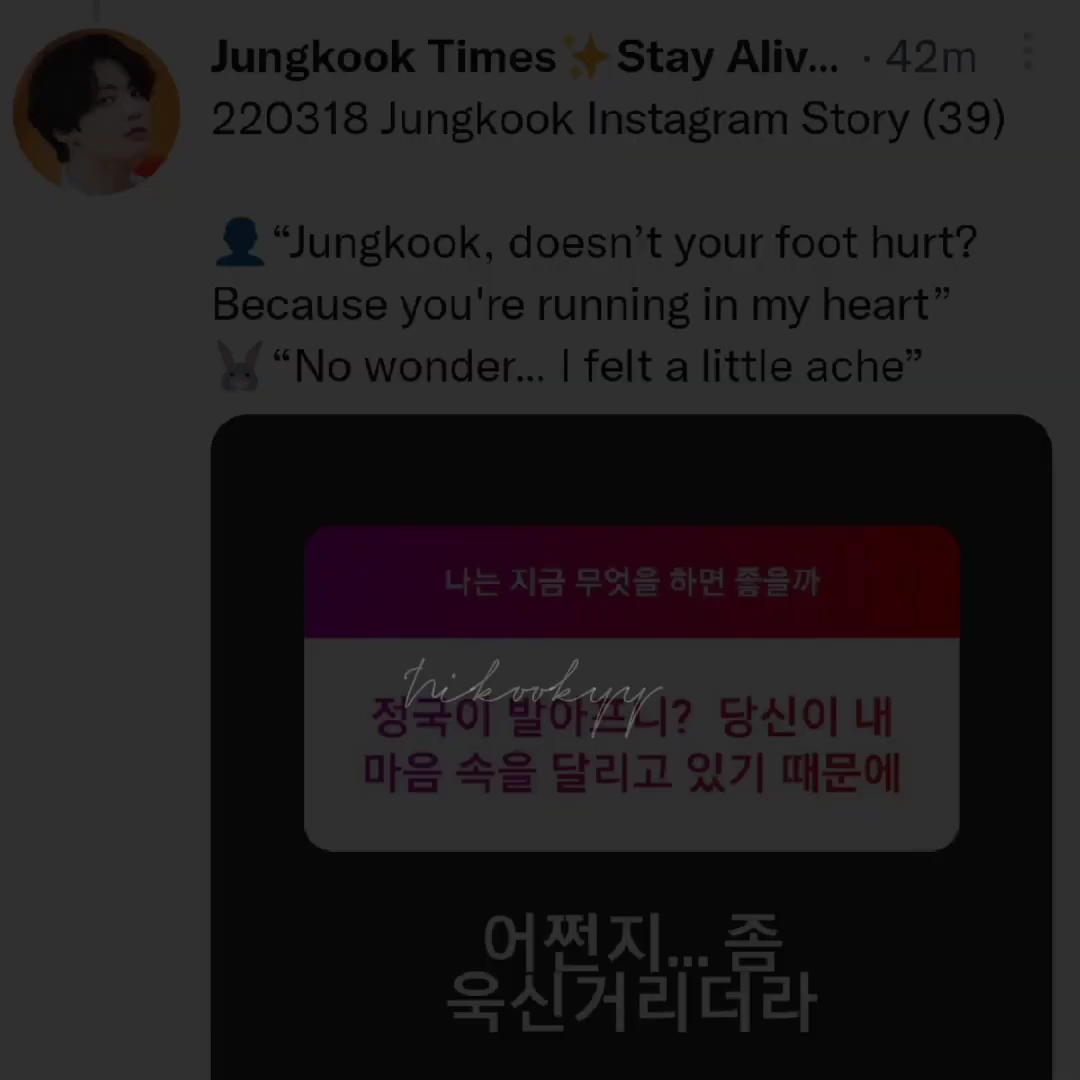 Jungkook Times✨Stay Aliv... · 42m
220318 Jungkook Instagram Story (39)
👤“Jungkook, doesn’t your foot hurt?
Because you're running in my heart”
🐰“No wonder... I felt a little ache”
나는 지금 무엇을 하면 좋을까
nikookyy
정국이 발아프니? 당신이 내
마음 속을 달리고 있기 때문에
어쩐지... 좀
욱신거리더라